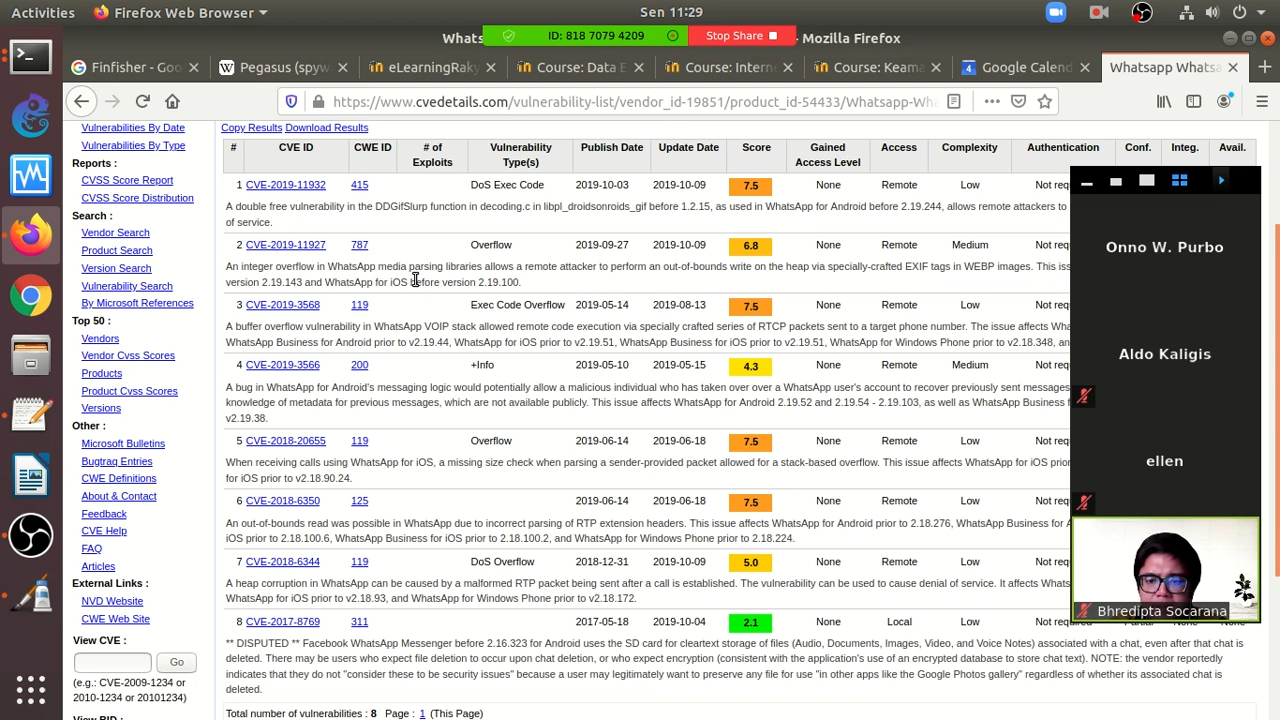 Activities Firefox Web Browser Sen 11:29
Whats ID: 818 7079 4209 Stop Share - Mozilla Firefox
Finfisher - Goo Pegasus (spyw eLearningRaky Course: Data E Course: Intern Course: Keama Google Calend Whatsapp Whatsa
https://www.cvedetails.com/vulnerability-list/vendor_id-19851/product_id-54433/Whatsapp-Wha
Vulnerabilities By Date
Vulnerabilities By Type
Reports :
CVSS Score Report
CVSS Score Distribution
Search :
Vendor Search
Product Search
Version Search
Vulnerability Search
By Microsoft References
Top 50 :
Vendors
Vendor Cvss Scores
Products
Product Cvss Scores
Versions
Other :
Microsoft Bulletins
Bugtraq Entries
CWE Definitions
About & Contact
Feedback
CVE Help
FAQ
Articles
External Links :
NVD Website
CWE Web Site
View CVE :
Go
(e.g.: CVE-2009-1234 or
2010-1234 or 20101234)
Copy Results Download Results
# CVE ID CWE ID # of Exploits Vulnerability Type(s) Publish Date Update Date Score Gained Access Level Access Complexity Authentication Conf. Integ. Avail.
1 CVE-2019-11932 415 DoS Exec Code 2019-10-03 2019-10-09 7.5 None Remote Low Not req
A double free vulnerability in the DDGifSlurp function in decoding.c in libpl_droidsonroids_gif before 1.2.15, as used in WhatsApp for Android before 2.19.244, allows remote attackers to
of service.
2 CVE-2019-11927 787 Overflow 2019-09-27 2019-10-09 6.8 None Remote Medium Not req
An integer overflow in WhatsApp media parsing libraries allows a remote attacker to perform an out-of-bounds write on the heap via specially-crafted EXIF tags in WEBP images. This iss
version 2.19.143 and WhatsApp for iOS before version 2.19.100.
3 CVE-2019-3568 119 Exec Code Overflow 2019-05-14 2019-08-13 7.5 None Remote Low Not req
A buffer overflow vulnerability in WhatsApp VOIP stack allowed remote code execution via specially crafted series of RTCP packets sent to a target phone number. The issue affects Wha
WhatsApp Business for Android prior to v2.19.44, WhatsApp for iOS prior to v2.19.51, WhatsApp Business for iOS prior to v2.19.51, WhatsApp for Windows Phone prior to v2.18.348, an
4 CVE-2019-3566 200 +Info 2019-05-10 2019-05-15 4.3 None Remote Medium Not req
A bug in WhatsApp for Android's messaging logic would potentially allow a malicious individual who has taken over over a WhatsApp user's account to recover previously sent messages
knowledge of metadata for previous messages, which are not available publicly. This issue affects WhatsApp for Android 2.19.52 and 2.19.54 - 2.19.103, as well as WhatsApp Business f
v2.19.38.
5 CVE-2018-20655 119 Overflow 2019-06-14 2019-06-18 7.5 None Remote Low Not req
When receiving calls using WhatsApp for iOS, a missing size check when parsing a sender-provided packet allowed for a stack-based overflow. This issue affects WhatsApp for iOS prior
for iOS prior to v2.18.90.24.
6 CVE-2018-6350 125 2019-06-14 2019-06-18 7.5 None Remote Low Not req
An out-of-bounds read was possible in WhatsApp due to incorrect parsing of RTP extension headers. This issue affects WhatsApp for Android prior to 2.18.276, WhatsApp Business for A
iOS prior to 2.18.100.6, WhatsApp Business for iOS prior to 2.18.100.2, and WhatsApp for Windows Phone prior to 2.18.224.
7 CVE-2018-6344 119 DoS Overflow 2018-12-31 2019-10-09 5.0 None Remote Low Not req
A heap corruption in WhatsApp can be caused by a malformed RTP packet being sent after a call is established. The vulnerability can be used to cause denial of service. It affects Whats
WhatsApp for iOS prior to v2.18.93, and WhatsApp for Windows Phone prior to v2.18.172.
8 CVE-2017-8769 311 2017-05-18 2019-10-04 2.1 None Local Low Not required
** DISPUTED ** Facebook WhatsApp Messenger before 2.16.323 for Android uses the SD card for cleartext storage of files (Audio, Documents, Images, Video, and Voice Notes) associated with a chat, even after that chat is
deleted. There may be users who expect file deletion to occur upon chat deletion, or who expect encryption (consistent with the application's use of an encrypted database to store chat text). NOTE: the vendor reportedly
indicates that they do not "consider these to be security issues" because a user may legitimately want to preserve any file for use "in other apps like the Google Photos gallery" regardless of whether its associated chat is
deleted.
Total number of vulnerabilities : 8 Page : 1 (This Page)
Onno W. Purbo
Aldo Kaligis
ellen
Bhredipta Socarana